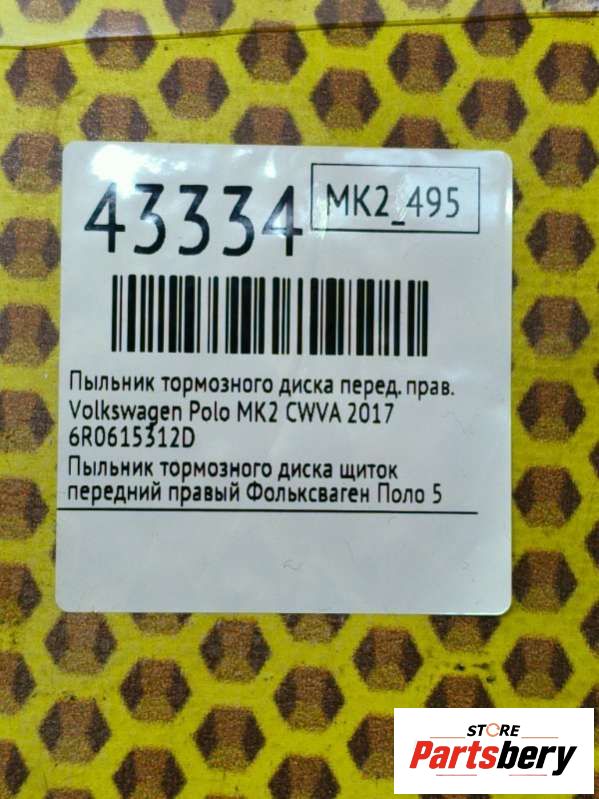 43334
MK2_495
Пыльник тормозного диска перед. прав.
Volkswagen Polo MK2 CWVA 2017
6R0615312D
Пыльник тормозного диска щиток
передний правый Фольксваген Поло 5
STORE
Partsbery